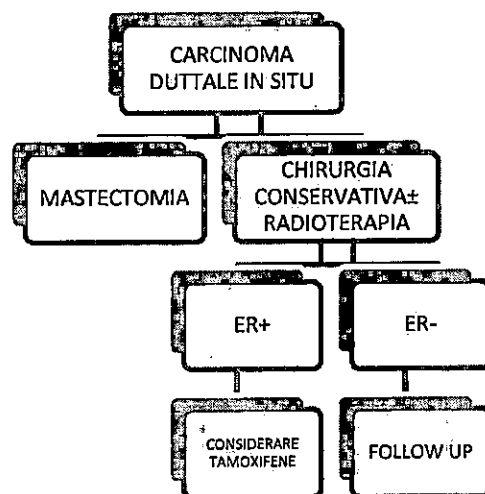 CARCINOMA
DUTTALE IN SITU
MASTECTOMIA
CHIRURGIA
CONSERVATIVA±
RADIOTERAPIA
ER+
ER-
CONSIDERARE
TAMOXIFENE
FOLLOW UP